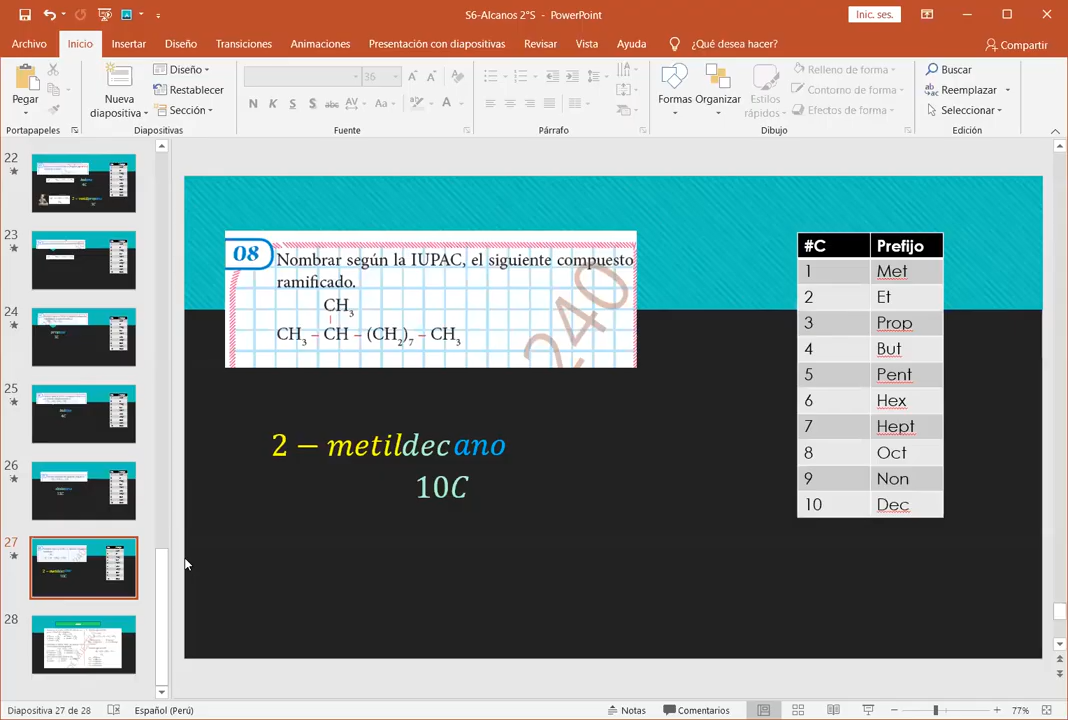 S6-Alcanos 2°S - PowerPoint
Inic. ses.
Archivo Inicio Insertar Diseño Transiciones Animaciones Presentación con diapositivas Revisar Vista Ayuda ¿Qué desea hacer? Compartir
Pegar
Nueva diapositiva
Diseño
Restablecer
Sección
36
N K S S abc AV Aa A
Formas Organizar Estilos rápidos
Relleno de forma
Contorno de forma
Efectos de forma
Buscar
Reemplazar
Seleccionar
Portapapeles Diapositivas Fuente Párrafo Dibujo Edición
22
23
24
25
26
27
28
08
Nombrar según la IUPAC, el siguiente compuesto
ramificado.
CH3
CH3 – CH – (CH2)7 – CH3
240
2 − metildecano
10C
#C Prefijo
1 Met
2 Et
3 Prop
4 But
5 Pent
6 Hex
7 Hept
8 Oct
9 Non
10 Dec
Diapositiva 27 de 28 Español (Perú) Notas Comentarios 77%